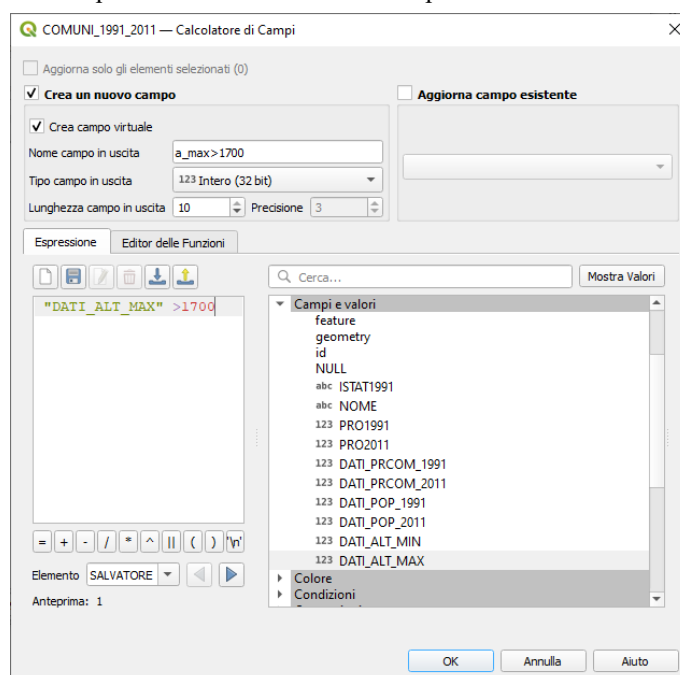 COMUNI_1991_2011 — Calcolatore di Campi
Aggiorna solo gli elementi selezionati (0)
Crea un nuovo campo
Aggiorna campo esistente
Crea campo virtuale
Nome campo in uscita a_max>1700
Tipo campo in uscita 123 Intero (32 bit)
Lunghezza campo in uscita 10 Precisione 3
Espressione Editor delle Funzioni
Cerca... Mostra Valori
"DATI_ALT_MAX" >1700
Campi e valori
feature
geometry
id
NULL
abc ISTAT1991
abc NOME
123 PRO1991
123 PRO2011
123 DATI_PRCOM_1991
123 DATI_PRCOM_2011
123 DATI_POP_1991
123 DATI_POP_2011
123 DATI_ALT_MIN
123 DATI_ALT_MAX
Colore
Condizioni
= + - / * ^ || ( ) '\n'
Elemento SALVATORE
Anteprima: 1
OK Annulla Aiuto